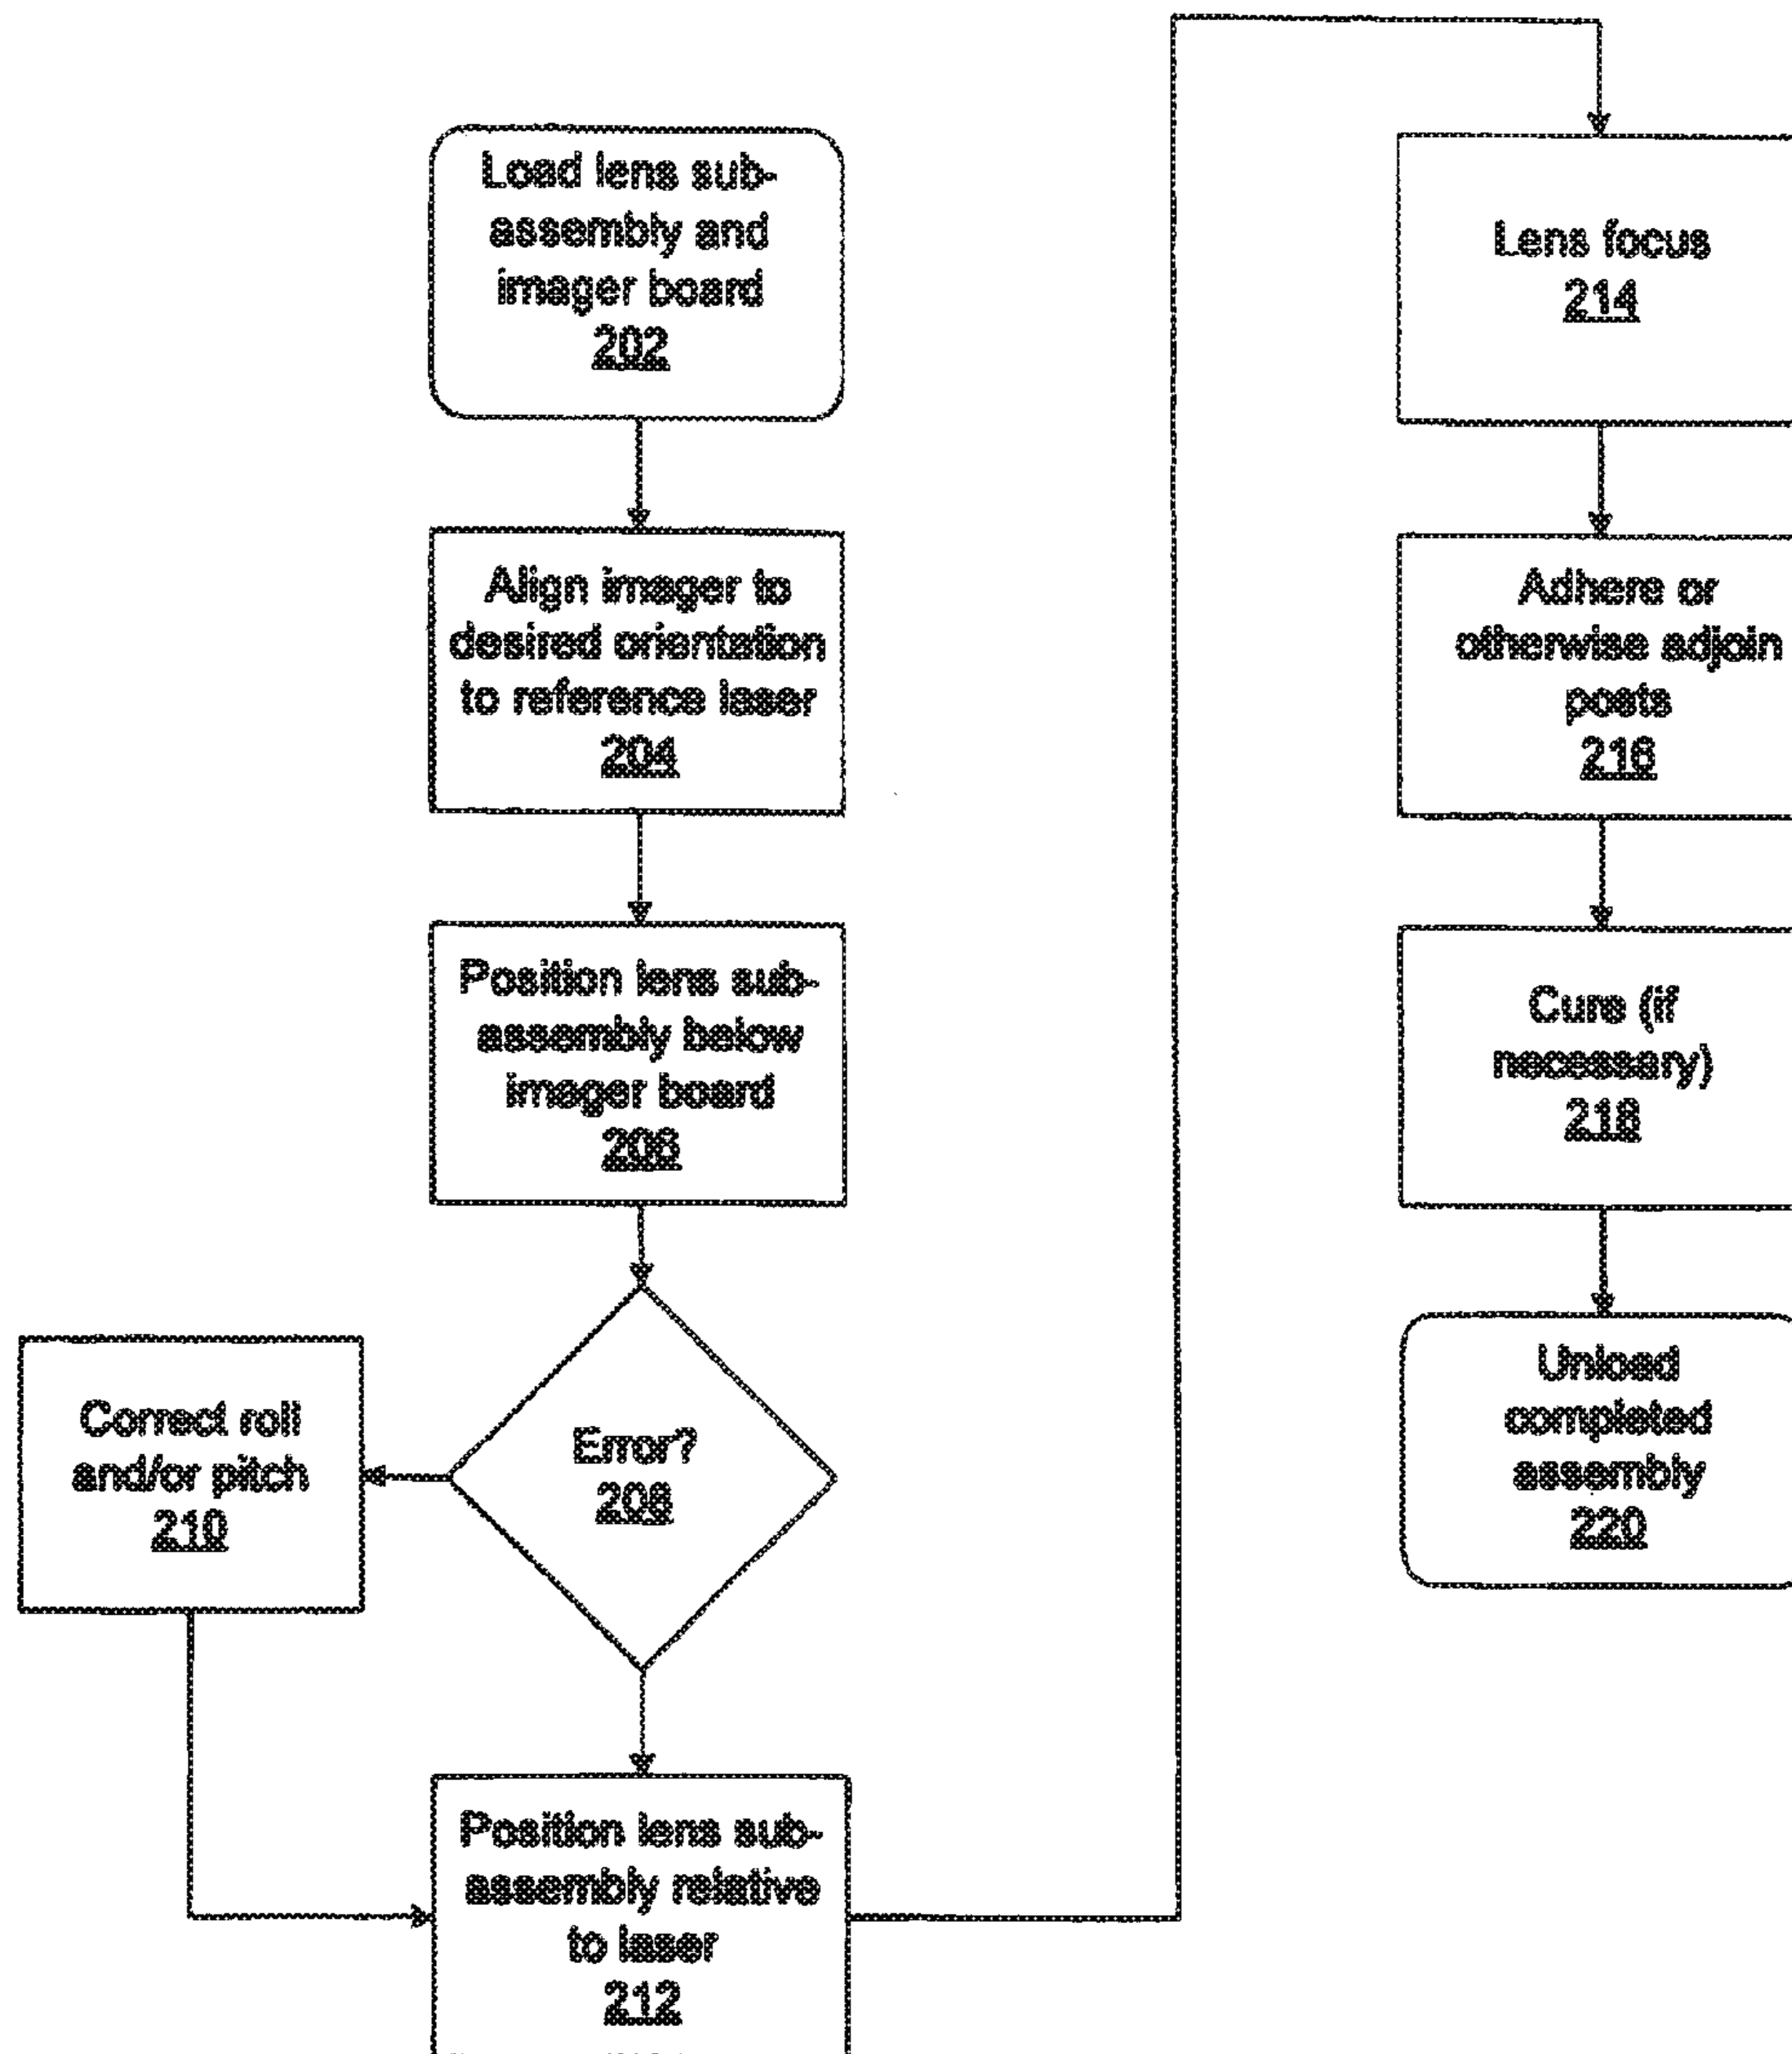 Load lens sub-
assembly and
imager board
202
Align imager to
desired orientation
to reference laser
204
Position lens sub-
assembly below
imager board
206
Error?
208
Correct roll
and/or pitch
210
Position lens sub-
assembly relative
to laser
212
Lens focus
214
Adhere or
otherwise adjoin
posts
216
Cure (if
necessary)
218
Unload
completed
assembly
220